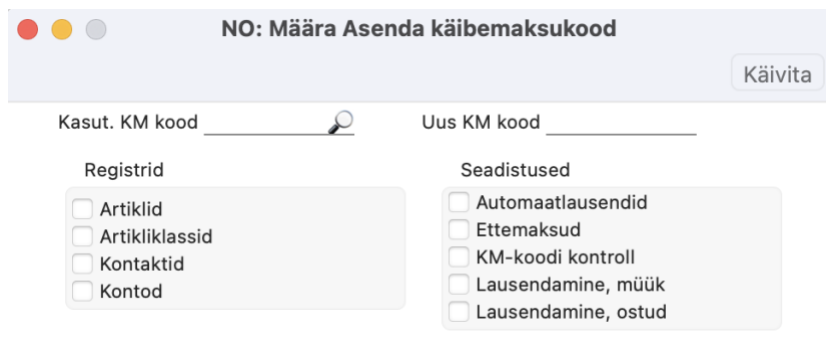 NO: Määra Asenda käibemaksukood
Käivita
Kasut. KM kood
Uus KM kood
Registrid
Artiklid
Artikliklassid
Kontaktid
Kontod
Seadistused
Automaatlausendid
Ettemaksud
KM-koodi kontroll
Lausendamine, müük
Lausendamine, ostud